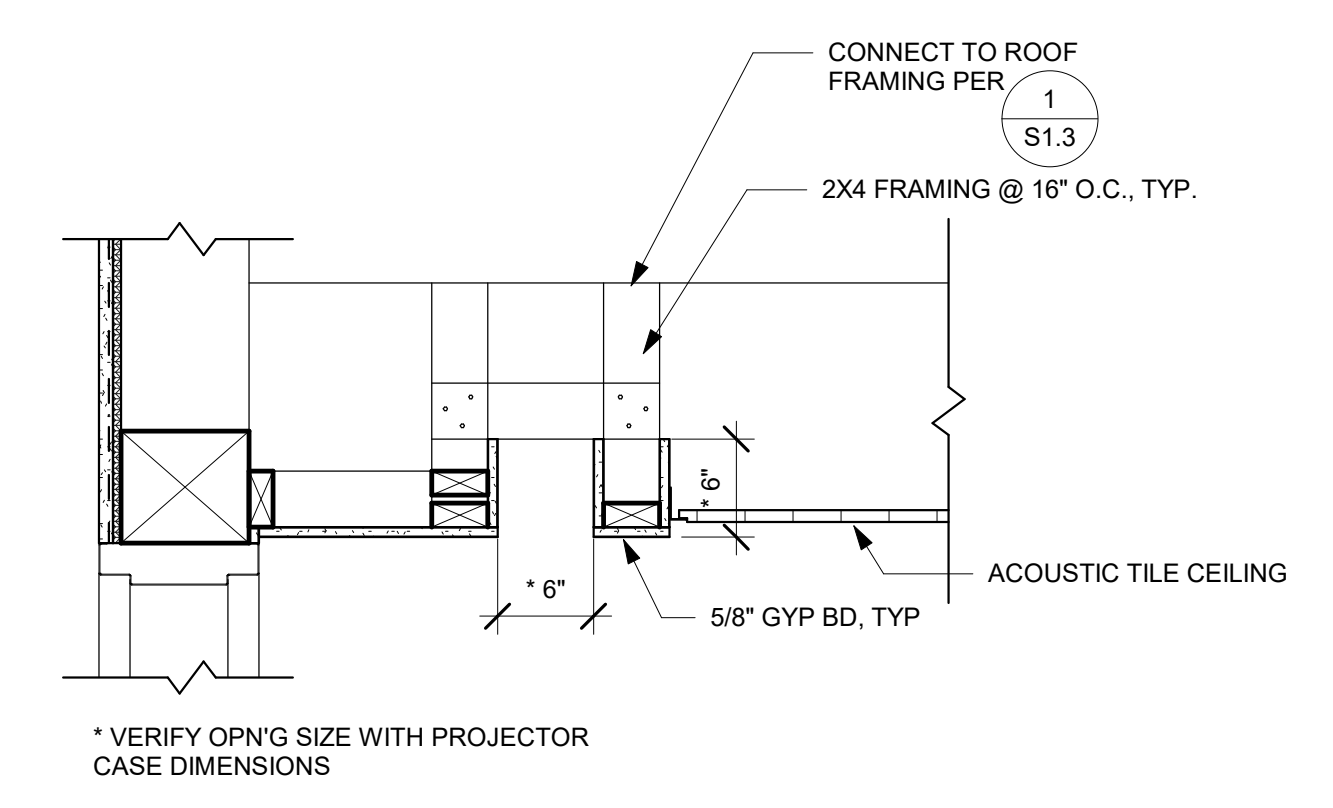 CONNECT TO ROOF
FRAMING PER
1
S1.3
2X4 FRAMING @ 16" O.C., TYP.
* 6"
ACOUSTIC TILE CEILING
* 6"
5/8" GYP BD, TYP
* VERIFY OPN'G SIZE WITH PROJECTOR
CASE DIMENSIONS